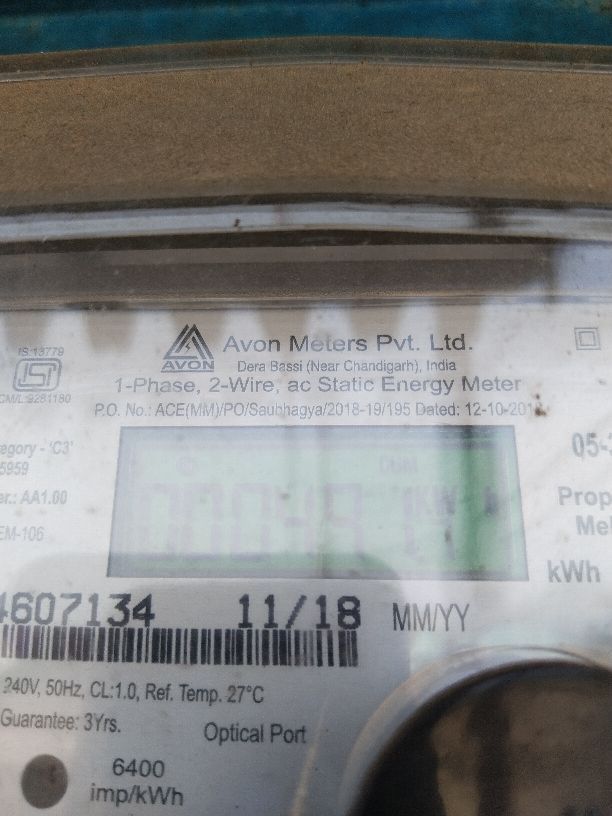 Avon Meters Pvt. Ltd.
AVON
Dera Bassi (Near Chandigarh), India
IS:13779
CM/L:9281180
1-Phase, 2-Wire, ac Static Energy Meter
P.O. No.: ACE(MM)/PO/Saubhagya/2018-19/195 Dated: 12-10-201
egory - 'C3'
5959
er.: AA1.00
EM-106
05-
Prop
Me
kWh
4607134 11/18 MM/YY
240V, 50Hz, CL:1.0, Ref. Temp. 27°C
Guarantee: 3Yrs.
Optical Port
6400
imp/kWh